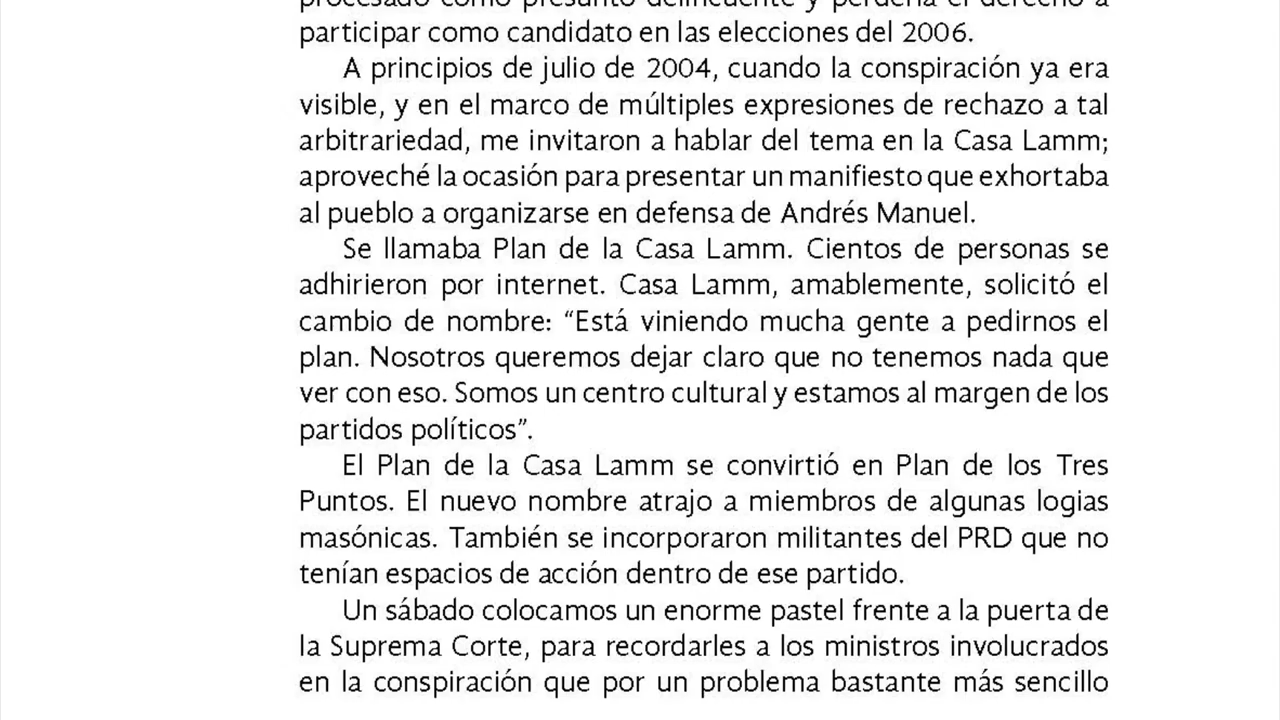 procesado como presunto delincuente y perdería el derecho a
participar como candidato en las elecciones del 2006.
A principios de julio de 2004, cuando la conspiración ya era
visible, y en el marco de múltiples expresiones de rechazo a tal
arbitrariedad, me invitaron a hablar del tema en la Casa Lamm;
aproveché la ocasión para presentar un manifiesto que exhortaba
al pueblo a organizarse en defensa de Andrés Manuel.
Se llamaba Plan de la Casa Lamm. Cientos de personas se
adhirieron por internet. Casa Lamm, amablemente, solicitó el
cambio de nombre: “Está viniendo mucha gente a pedirnos el
plan. Nosotros queremos dejar claro que no tenemos nada que
ver con eso. Somos un centro cultural y estamos al margen de los
partidos políticos”.
El Plan de la Casa Lamm se convirtió en Plan de los Tres
Puntos. El nuevo nombre atrajo a miembros de algunas logias
masónicas. También se incorporaron militantes del PRD que no
tenían espacios de acción dentro de ese partido.
Un sábado colocamos un enorme pastel frente a la puerta de
la Suprema Corte, para recordarles a los ministros involucrados
en la conspiración que por un problema bastante más sencillo